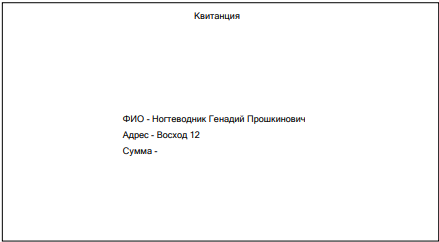 Квитанция
ФИО - Ногтеводник Генадий Прошкинович
Адрес - Восход 12
Сумма -